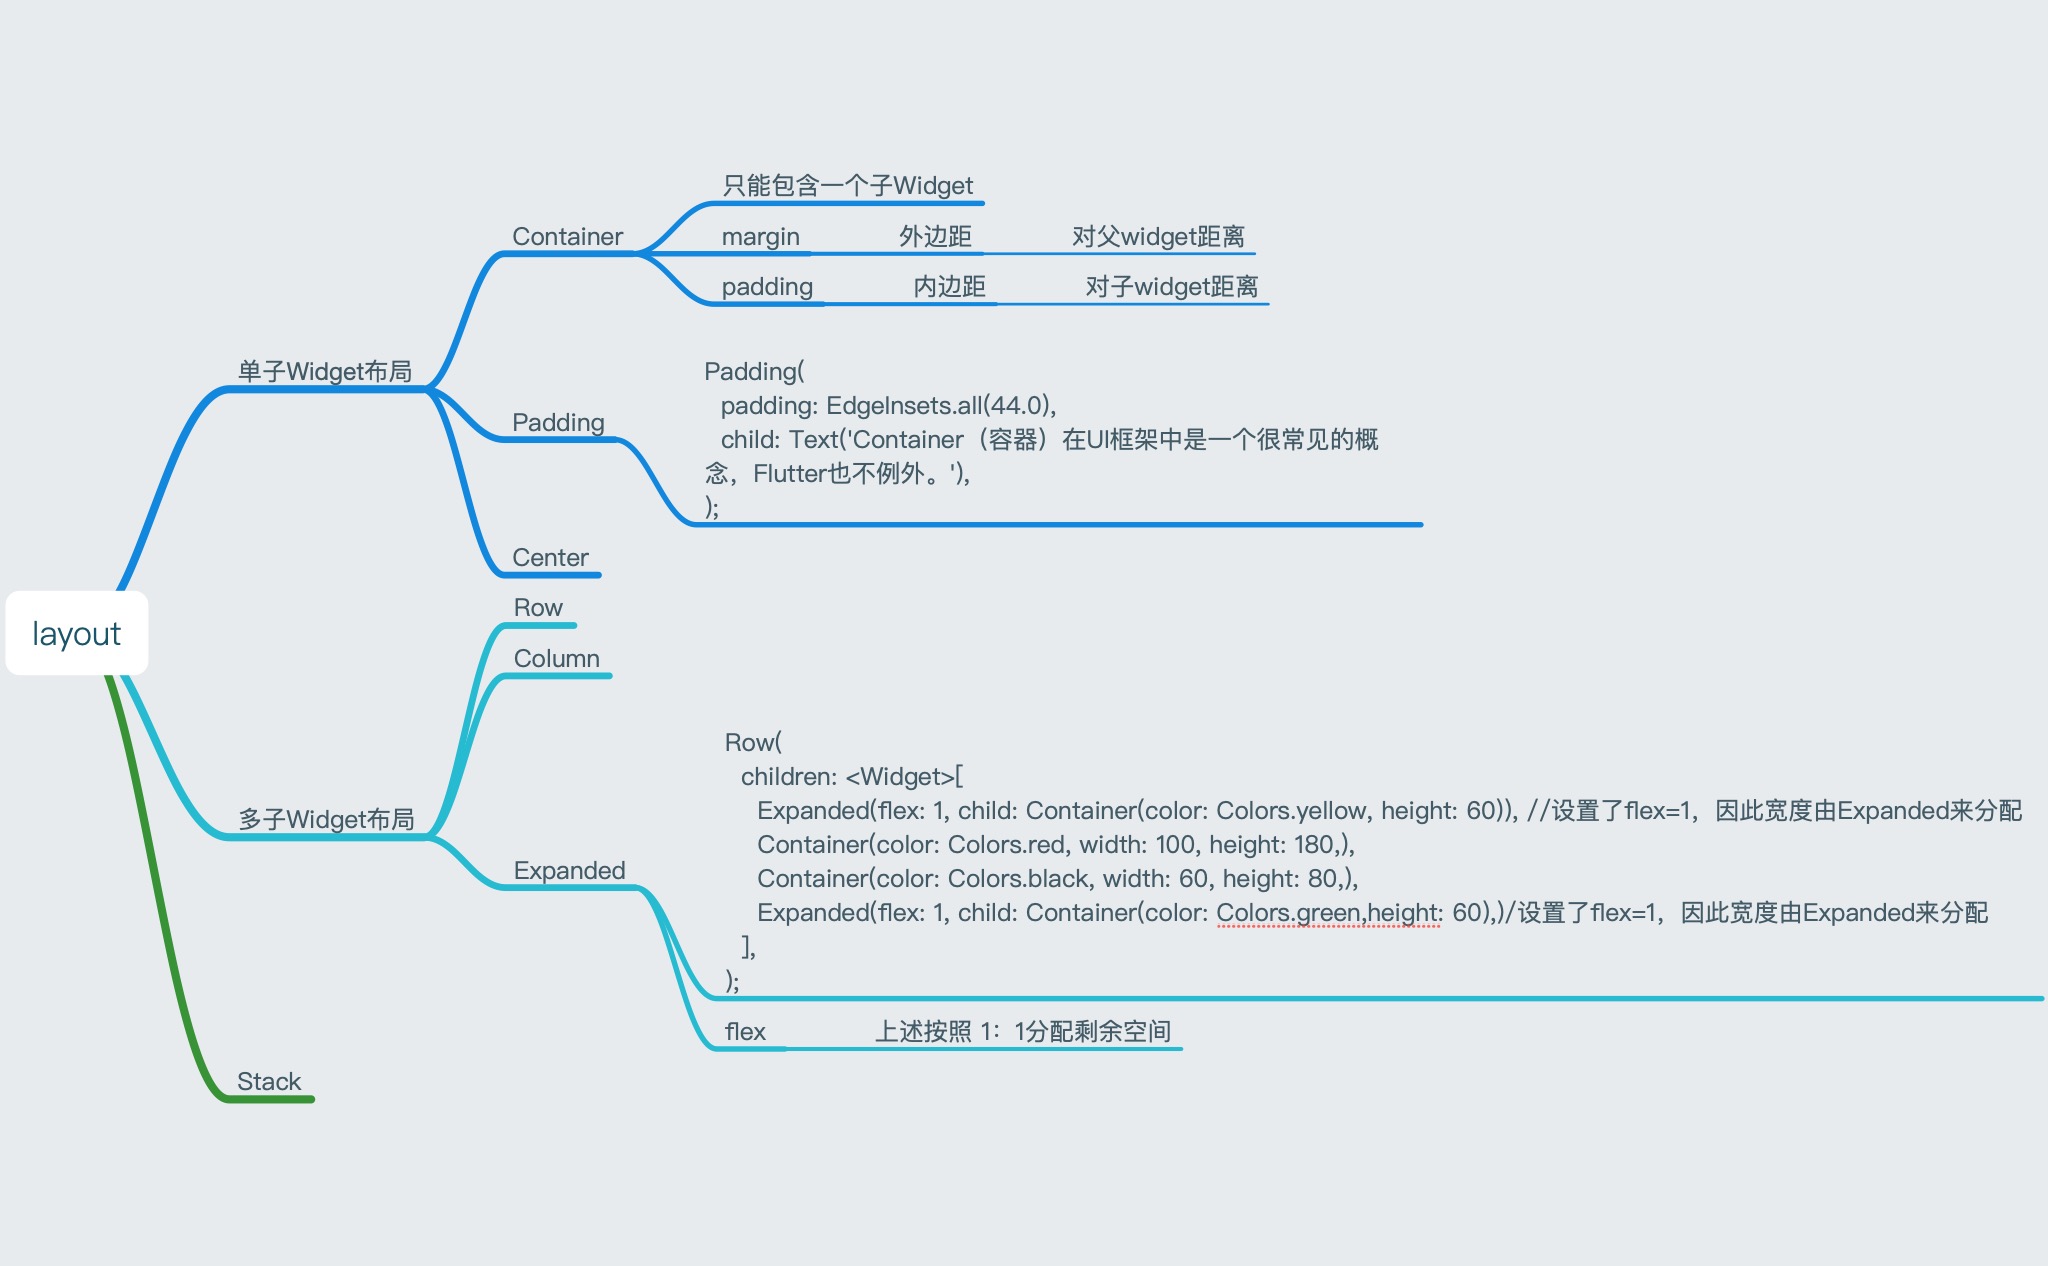 layout
单子Widget布局
Container
只能包含一个子Widget
margin
外边距
对父widget距离
padding
内边距
对子widget距离
Padding
Padding(
padding: EdgeInsets.all(44.0),
child: Text('Container（容器）在UI框架中是一个很常见的概
念，Flutter也不例外。'),
);
Center
多子Widget布局
Row
Column
Expanded
Row(
children: <Widget>[
Expanded(flex: 1, child: Container(color: Colors.yellow, height: 60)), //设置了flex=1，因此宽度由Expanded来分配
Container(color: Colors.red, width: 100, height: 180,),
Container(color: Colors.black, width: 60, height: 80,),
Expanded(flex: 1, child: Container(color: Colors.green,height: 60),)/设置了flex=1，因此宽度由Expanded来分配
],
);
flex
上述按照 1：1分配剩余空间
Stack